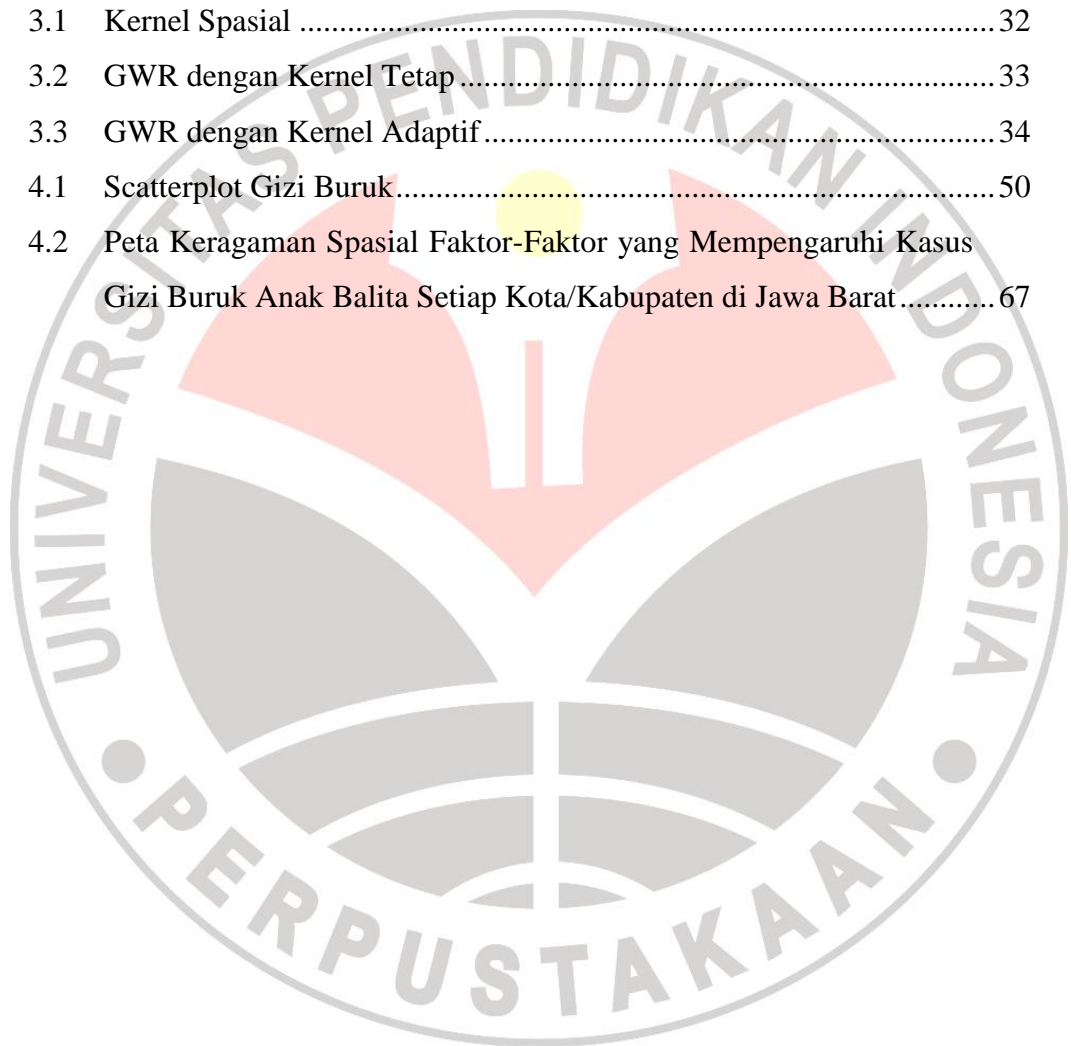 3.1 Kernel Spasial ........................................................................................ 32
3.2 GWR dengan Kernel Tetap .................................................................... 33
3.3 GWR dengan Kernel Adaptif ................................................................. 34
4.1 Scatterplot Gizi Buruk ............................................................................ 50
4.2 Peta Keragaman Spasial Faktor-Faktor yang Mempengaruhi Kasus
Gizi Buruk Anak Balita Setiap Kota/Kabupaten di Jawa Barat ............ 67
UNIVERSITAS PENDIDIKAN INDONESIA
PERPUSTAKAAN